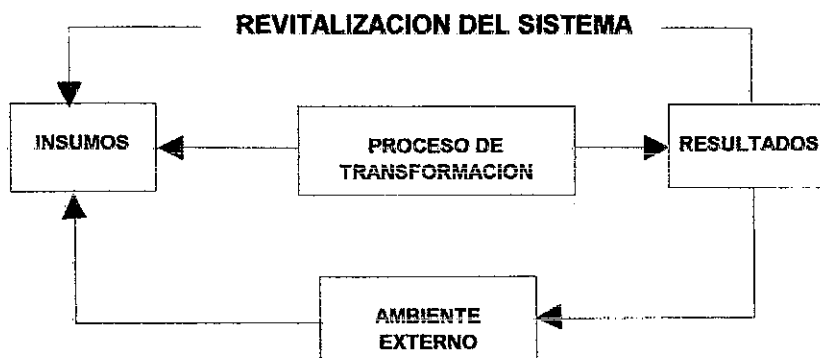 REVITALIZACION DEL SISTEMA
INSUMOS
PROCESO DE
TRANSFORMACION
RESULTADOS
AMBIENTE
EXTERNO